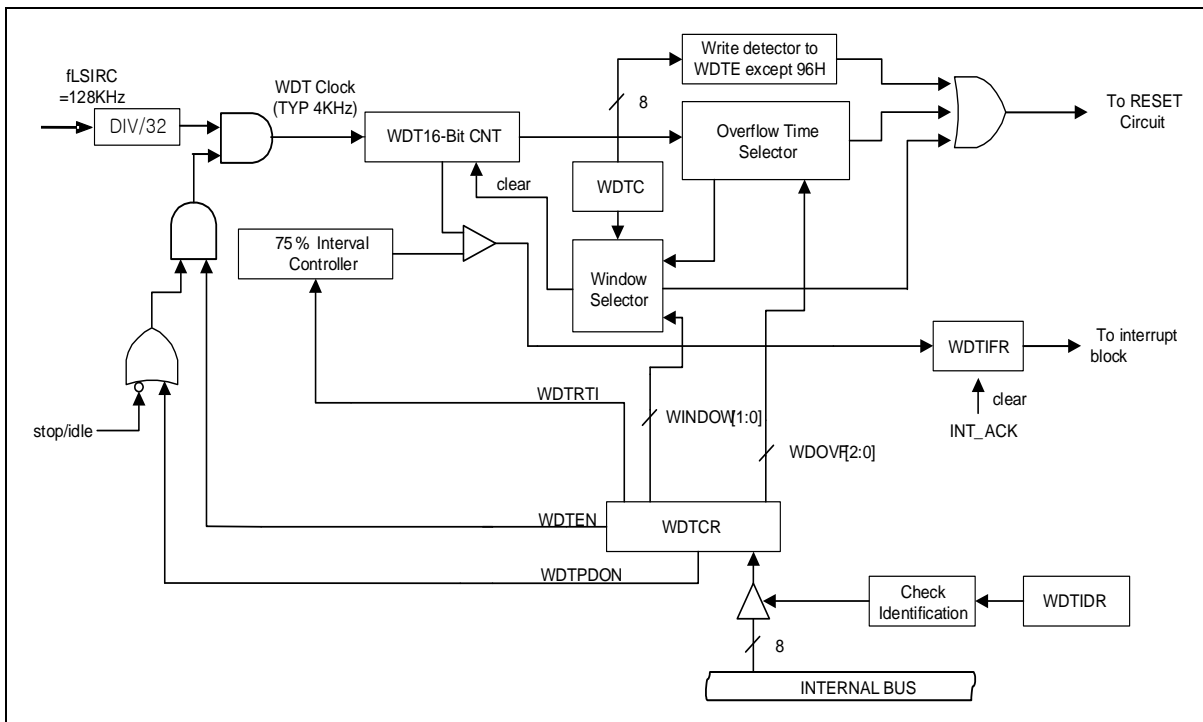 Write detector to
WDTE except 96H
fLSIRC
=128KHz
WDT Clock
(TYP 4KHz)
8
To RESET
Circuit
DIV/32
WDT16-Bit CNT
Overflow Time
Selector
clear
WDTC
75% Interval
Controller
Window
Selector
WDTIFR
To interrupt
block
WDTRTI
WINDOW[1:0]
clear
INT_ACK
stop/idle
WDOVF[2:0]
WDTEN
WDTCR
WDTPDON
Check
Identification
WDTIDR
8
INTERNAL BUS